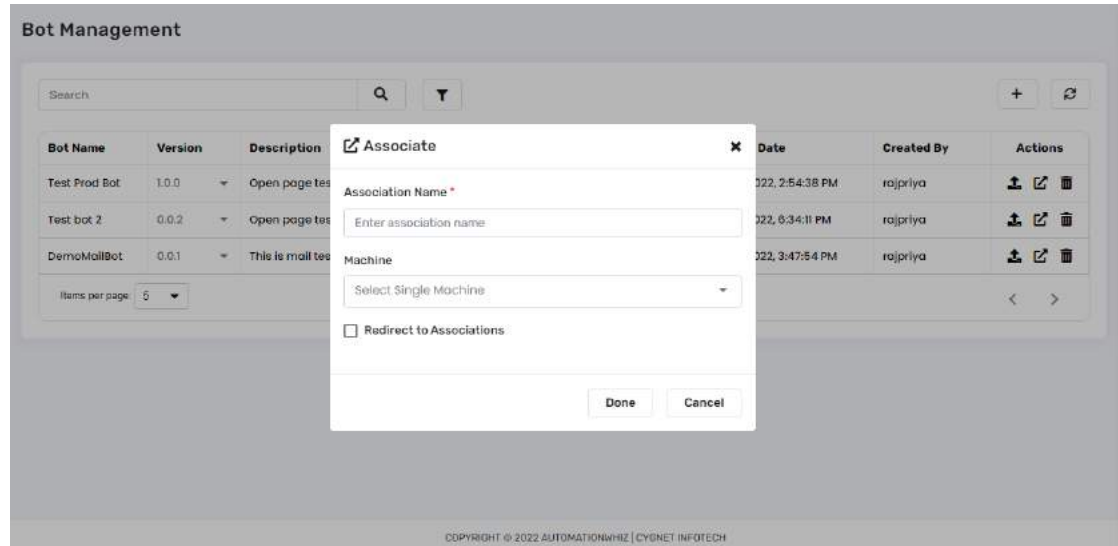 Bot Management
Search
Bot Name Version Description Date Created By Actions
Test Prod Bot 1.0.0 Open page tes 022, 2:54:38 PM rajpriya
Test bot 2 0.0.2 Open page tes 022, 6:34:11 PM rajpriya
DemoMailBot 0.0.1 This is mail tes 022, 3:47:54 PM rajpriya
Items per page: 5
Associate
Association Name *
Enter association name
Machine
Select Single Machine
Redirect to Associations
Done Cancel
COPYRIGHT © 2022 AUTOMATIONWHIZ | CYGNET INFOTECH